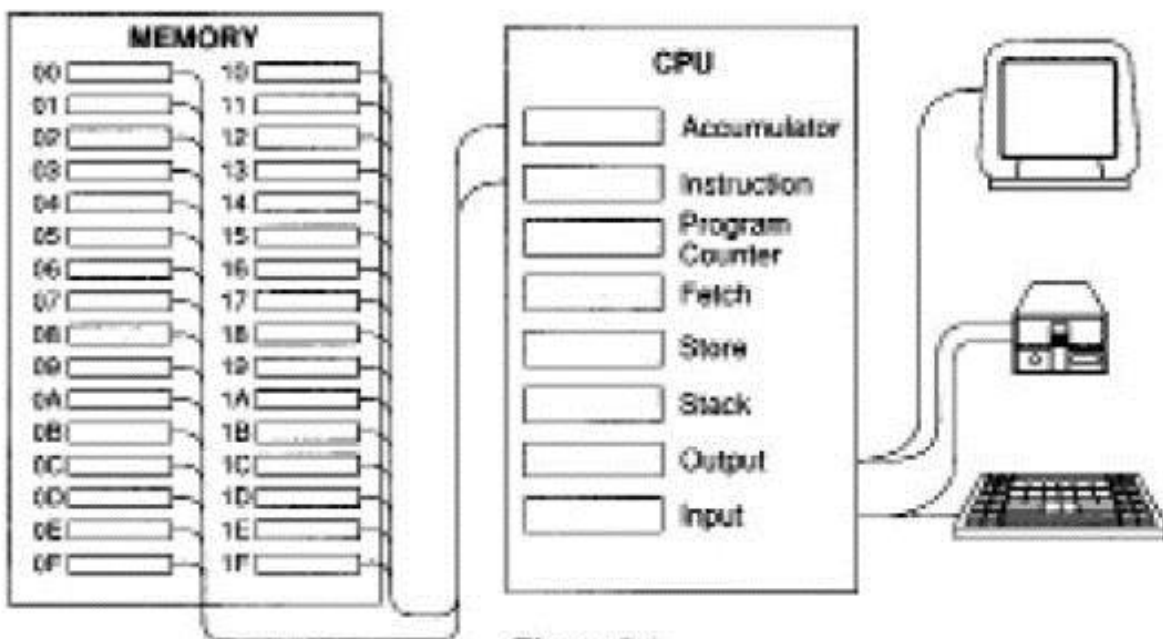 MEMORY
00
01
02
03
04
05
06
07
08
09
0A
0B
0C
0D
0E
0F
10
11
12
13
14
15
16
17
18
19
1A
1B
1C
1D
1E
1F
CPU
Accumulator
Instruction
Program
Counter
Fetch
Store
Stack
Output
Input